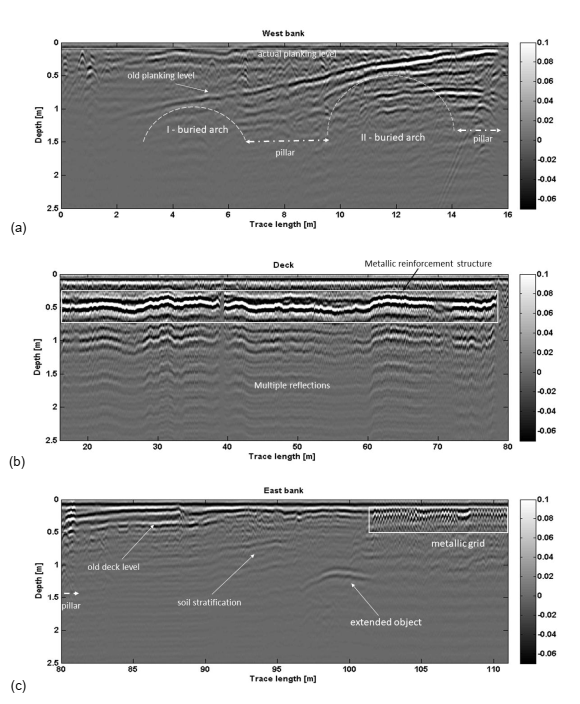 West bank
0
0.5
1
1.5
2
2.5
Depth [m]
actual planking level
old planking level
I - buried arch
II - buried arch
pillar
pillar
0 2 4 6 8 10 12 14 16
Trace length [m]
0.1
0.08
0.06
0.04
0.02
0
-0.02
-0.04
-0.06
(a)
Metallic reinforcement structure
Deck
0
0.5
1
1.5
2
2.5
Depth [m]
Multiple reflections
20 30 40 50 60 70 80
Trace length [m]
0.1
0.08
0.06
0.04
0.02
0
-0.02
-0.04
-0.06
(b)
East bank
0
0.5
1
1.5
2
2.5
Depth [m]
old deck level
metallic grid
soil stratification
pillar
extended object
80 85 90 95 100 105 110
Trace length [m]
0.1
0.08
0.06
0.04
0.02
0
-0.02
-0.04
-0.06
(c)